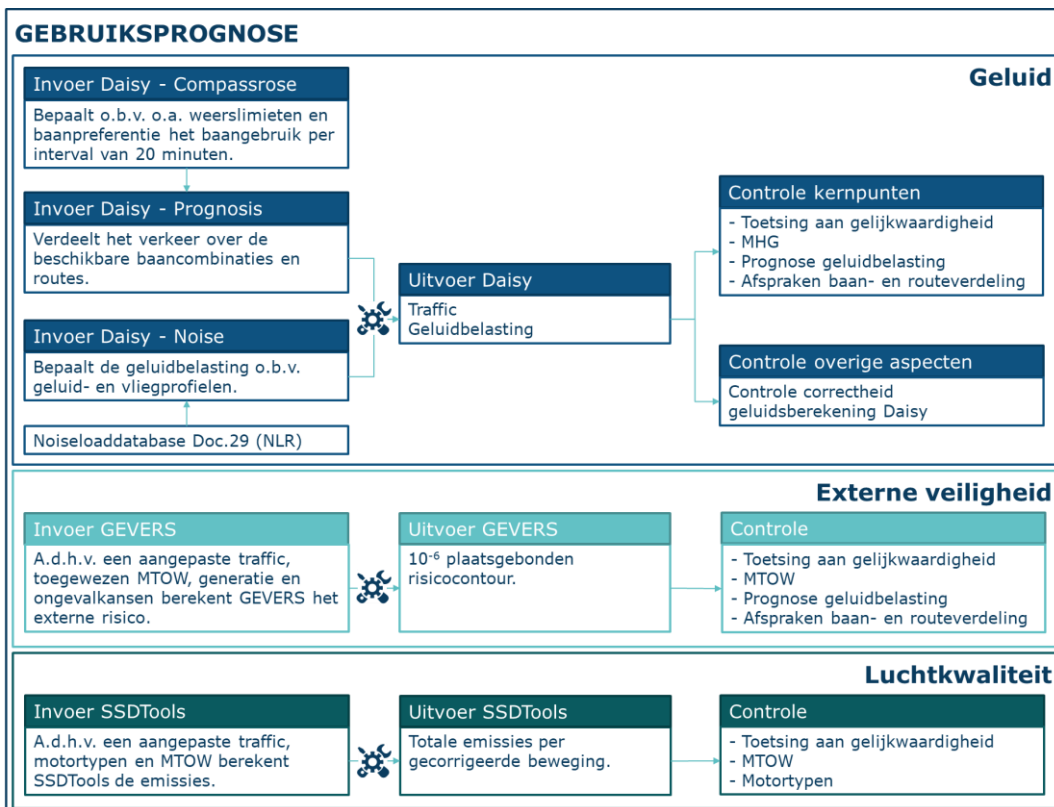 GEBRUIKSPROGNOSE
Geluid
Invoer Daisy - Compassrose
Bepaalt o.b.v. o.a. weerslimieten en
baanpreferentie het baangebruik per
interval van 20 minuten.
Invoer Daisy - Prognosis
Verdeelt het verkeer over de
beschikbare baancombinaties en
routes.
Invoer Daisy - Noise
Bepaalt de geluidbelasting o.b.v.
geluid- en vliegprofielen.
Noiseloaddatabase Doc.29 (NLR)
Uitvoer Daisy
Traffic
Geluidbelasting
Controle kernpunten
- Toetsing aan gelijkwaardigheid
- MHG
- Prognose geluidbelasting
- Afspraken baan- en routeverdeling
Controle overige aspecten
Controle correctheid
geluidsberekening Daisy
Externe veiligheid
Invoer GEVERS
A.d.h.v. een aangepaste traffic,
toegewezen MTOW, generatie en
ongevalkansen berekent GEVERS het
externe risico.
Uitvoer GEVERS
10⁻⁶ plaatsgebonden
risicocontour.
Controle
- Toetsing aan gelijkwaardigheid
- MTOW
- Prognose geluidbelasting
- Afspraken baan- en routeverdeling
Luchtkwaliteit
Invoer SSDTools
A.d.h.v. een aangepaste traffic,
motortypen en MTOW berekent
SSDTools de emissies.
Uitvoer SSDTools
Totale emissies per
gecorrigeerde beweging.
Controle
- Toetsing aan gelijkwaardigheid
- MTOW
- Motortypen